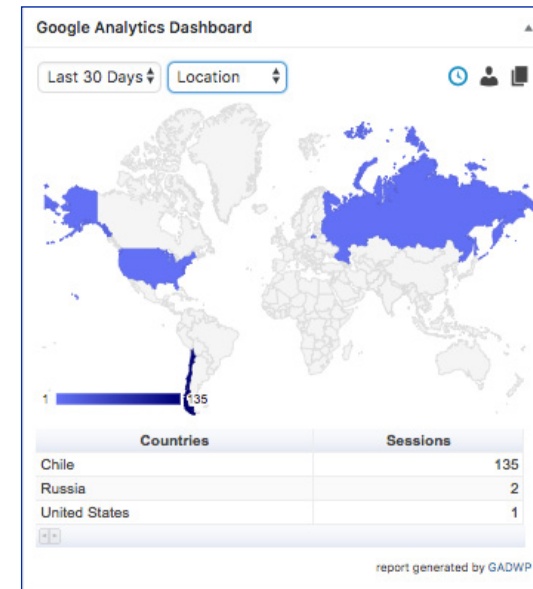 Google Analytics Dashboard
Last 30 Days Location
1 135
Countries Sessions
Chile 135
Russia 2
United States 1
report generated by GADWP